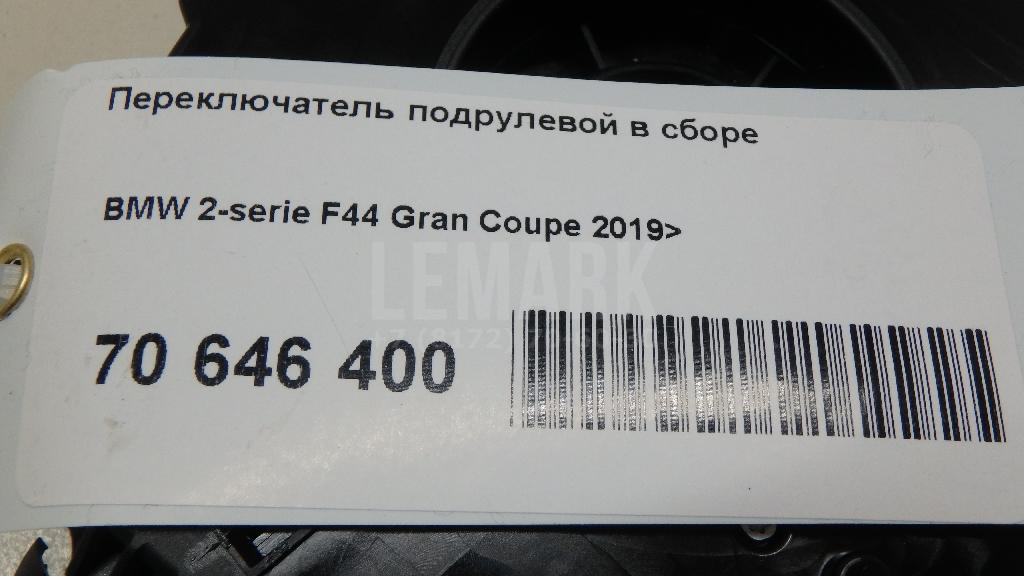 Переключатель подрулевой в сборе
BMW 2-serie F44 Gran Coupe 2019>
LEMARK
70 646 400